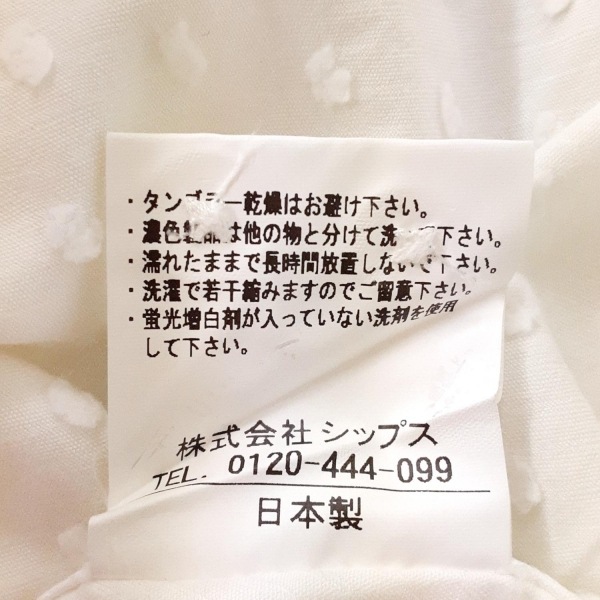 ・タンブラー乾燥はお避け下さい。
・濃色製品は他の物と分けて洗って下さい。
・濡れたままで長時間放置しないで下さい。
・洗濯で若干縮みますのでご留意下さい。
・蛍光増白剤が入っていない洗剤を使用
して下さい。
株式会社 シップス
TEL. 0120-444-099
日本製